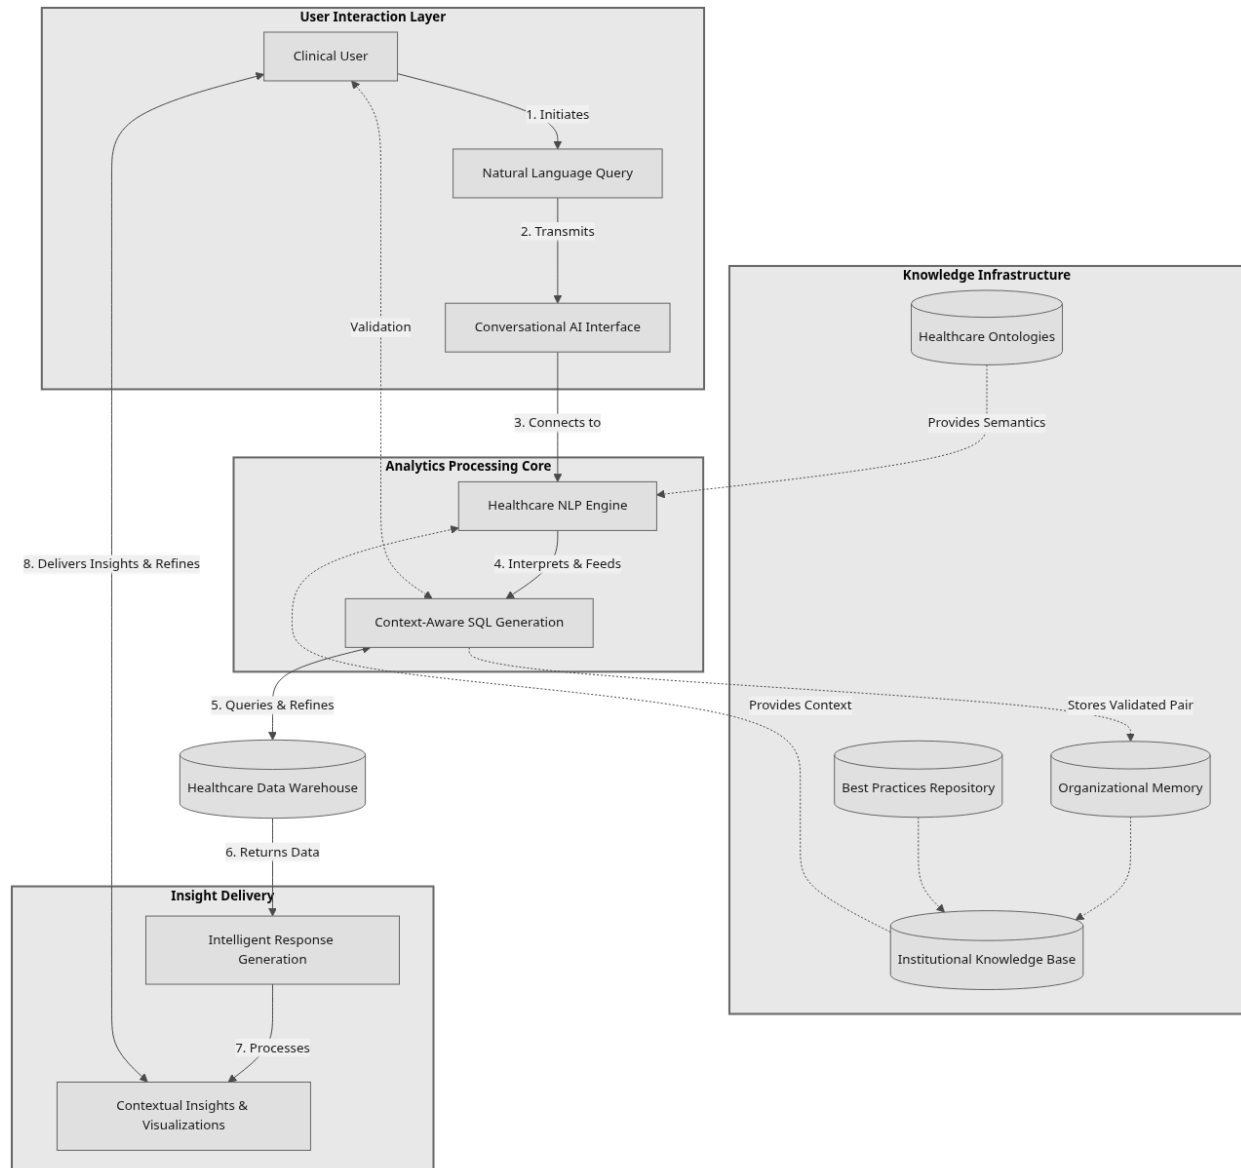 User Interaction Layer
Clinical User
1. Initiates
Natural Language Query
2. Transmits
Conversational AI Interface
Validation
3. Connects to
Knowledge Infrastructure
Healthcare Ontologies
Provides Semantics
Analytics Processing Core
Healthcare NLP Engine
4. Interprets & Feeds
8. Delivers Insights & Refines
Context-Aware SQL Generation
5. Queries & Refines
Provides Context
Stores Validated Pair
Healthcare Data Warehouse
Best Practices Repository
Organizational Memory
6. Returns Data
Insight Delivery
Intelligent Response
Generation
Institutional Knowledge Base
7. Processes
Contextual Insights &
Visualizations